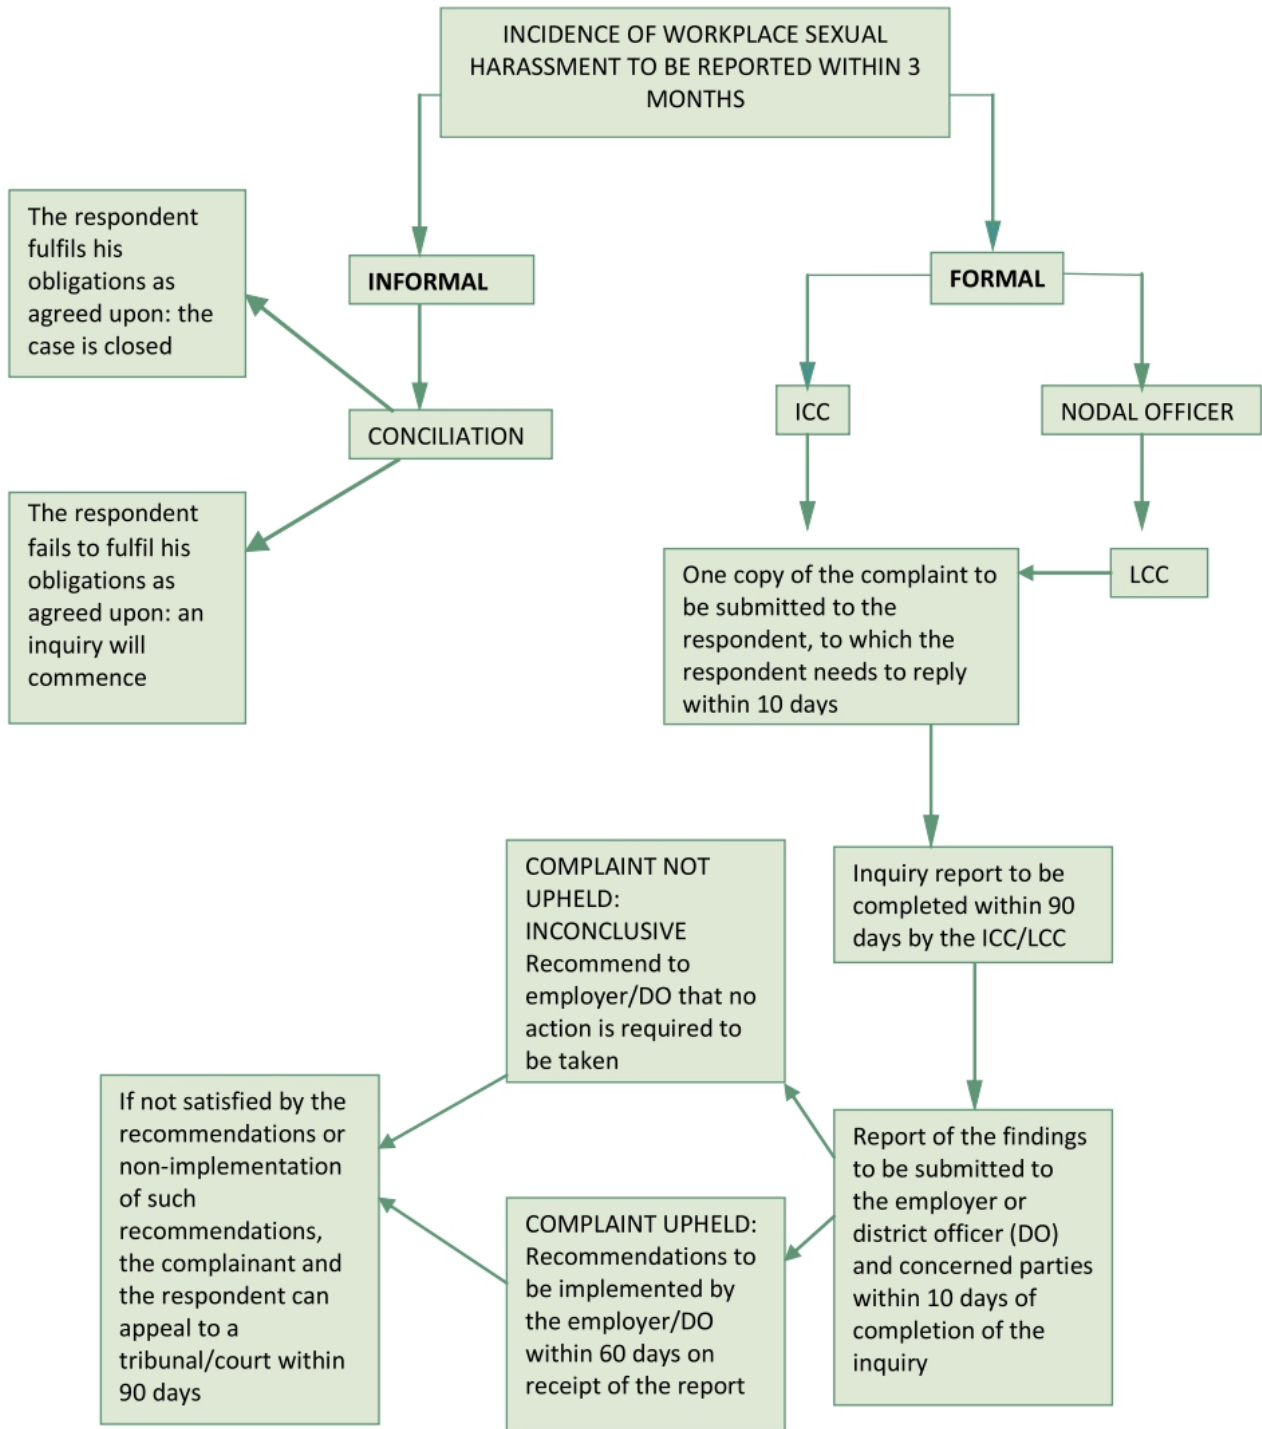 INCIDENCE OF WORKPLACE SEXUAL
HARASSMENT TO BE REPORTED WITHIN 3
MONTHS
The respondent
fulfils his
obligations as
agreed upon: the
case is closed
INFORMAL
FORMAL
ICC
NODAL OFFICER
CONCILIATION
The respondent
fails to fulfil his
obligations as
agreed upon: an
inquiry will
commence
One copy of the complaint to
be submitted to the
respondent, to which the
respondent needs to reply
within 10 days
LCC
COMPLAINT NOT
UPHELD:
INCONCLUSIVE
Recommend to
employer/DO that no
action is required to
be taken
Inquiry report to be
completed within 90
days by the ICC/LCC
If not satisfied by the
recommendations or
non-implementation
of such
recommendations,
the complainant and
the respondent can
appeal to a
tribunal/court within
90 days
COMPLAINT UPHELD:
Recommendations to
be implemented by
the employer/DO
within 60 days on
receipt of the report
Report of the findings
to be submitted to
the employer or
district officer (DO)
and concerned parties
within 10 days of
completion of the
inquiry